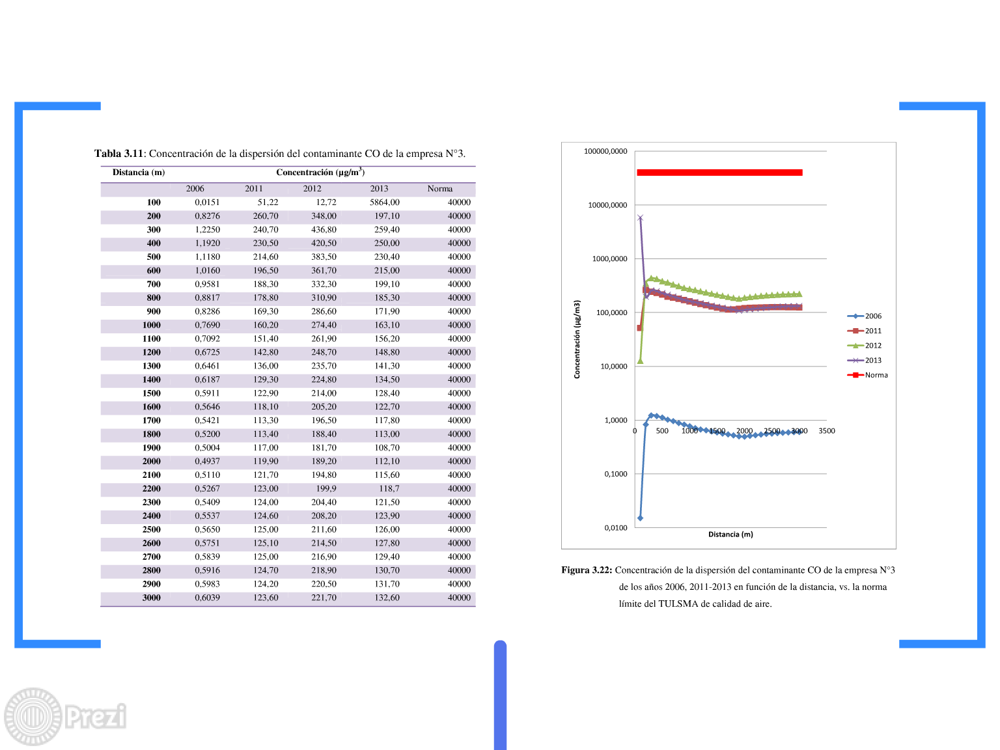 Tabla 3.11: Concentración de la dispersión del contaminante CO de la empresa N°3.
Distancia (m) Concentración (µg/m³)
2006 2011 2012 2013 Norma
100 0,0151 51,22 12,72 5864,00 40000
200 0,8276 260,70 348,00 197,10 40000
300 1,2250 240,70 436,80 259,40 40000
400 1,1920 230,50 420,50 250,00 40000
500 1,1180 214,60 383,50 230,40 40000
600 1,0160 196,50 361,70 215,00 40000
700 0,9581 188,30 332,30 199,10 40000
800 0,8817 178,80 310,90 185,30 40000
900 0,8286 169,30 286,60 171,90 40000
1000 0,7690 160,20 274,40 163,10 40000
1100 0,7092 151,40 261,90 156,20 40000
1200 0,6725 142,80 248,70 148,80 40000
1300 0,6461 136,00 235,70 141,30 40000
1400 0,6187 129,30 224,80 134,50 40000
1500 0,5911 122,90 214,00 128,40 40000
1600 0,5646 118,10 205,20 122,70 40000
1700 0,5421 113,30 196,50 117,80 40000
1800 0,5200 113,40 188,40 113,00 40000
1900 0,5004 117,00 181,70 108,70 40000
2000 0,4937 119,90 189,20 112,10 40000
2100 0,5110 121,70 194,80 115,60 40000
2200 0,5267 123,00 199,9 118,7 40000
2300 0,5409 124,00 204,40 121,50 40000
2400 0,5537 124,60 208,20 123,90 40000
2500 0,5650 125,00 211,60 126,00 40000
2600 0,5751 125,10 214,50 127,80 40000
2700 0,5839 125,00 216,90 129,40 40000
2800 0,5916 124,70 218,90 130,70 40000
2900 0,5983 124,20 220,50 131,70 40000
3000 0,6039 123,60 221,70 132,60 40000
100000,0000
10000,0000
1000,0000
100,0000
10,0000
1,0000
0,1000
0,0100
Concentración (µg/m3)
0 500 1000 1500 2000 2500 3000 3500
Distancia (m)
2006
2011
2012
2013
Norma
Figura 3.22: Concentración de la dispersión del contaminante CO de la empresa N°3
de los años 2006, 2011-2013 en función de la distancia, vs. la norma
límite del TULSMA de calidad de aire.
Prezi